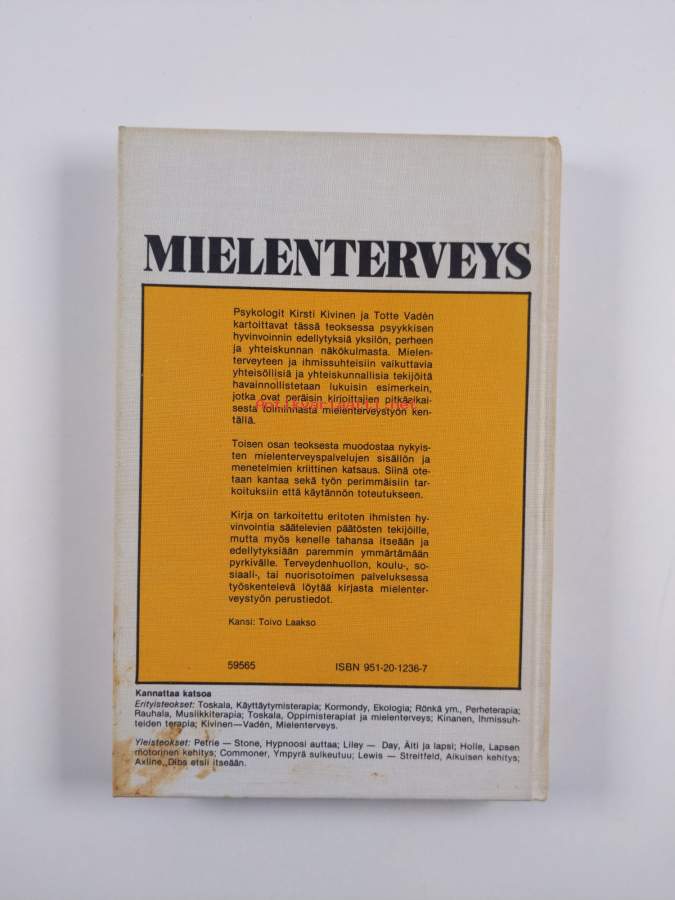 MIELENTERVEYS
Psykologit Kirsti Kivinen ja Totte Vadén
kartoittavat tässä teoksessa psyykkisen
hyvinvoinnin edellytyksiä yksilön, perheen
ja yhteiskunnan näkökulmasta. Mielen-
terveyteen ja ihmissuhteisiin vaikuttavia
yhteisöllisiä ja yhteiskunnallisia tekijöitä
havainnollistetaan lukuisin esimerkein,
jotka ovat peräisin kirjoittajien pitkäaikai-
Antikvariaatti.net
sesta toiminnasta mielenterveystyön ken-
tällä.
Toisen osan teoksesta muodostaa nykyis-
ten mielenterveyspalvelujen sisällön ja
menetelmien kriittinen katsaus. Siinä ote-
taan kantaa sekä työn perimmäisiin tar-
koituksiin että käytännön toteutukseen.
Kirja on tarkoitettu eritoten ihmisten hy-
vinvointia säätelevien päätösten tekijöille,
mutta myös kenelle tahansa itseään ja
edellytyksiään paremmin ymmärtämään
pyrkivälle. Terveydenhuollon, koulu-, so-
siaali-, tai nuorisotoimen palveluksessa
työskentelevä löytää kirjasta mielenter-
veystyön perustiedot.
Kansi: Toivo Laakso
59565 ISBN 951-20-1236-7
Kannattaa katsoa
Erityisteokset: Toskala, Käyttäytymisterapia; Kormondy, Ekologia; Rönkä ym., Perheterapia;
Rauhala, Musiikkiterapia; Toskala, Oppimisterapiat ja mielenterveys; Kinanen, Ihmissuh-
teiden terapia; Kivinen—Vadén, Mielenterveys.
Yleisteokset: Petrie — Stone, Hypnoosi auttaa; Liley — Day, Äiti ja lapsi; Holle, Lapsen
motorinen kehitys; Commoner, Ympyrä sulkeutuu; Lewis — Streitfeld, Aikuisen kehitys;
Axline, Dibs etsii itseään.